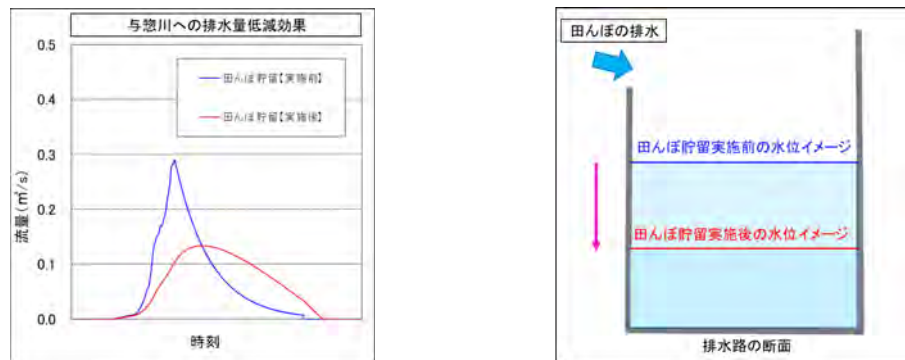 与惣川への排水量低減効果
0.5
0.4
0.3
0.2
0.1
0.0
流量(㎥/s)
田んぼ貯留【実施前】
田んぼ貯留【実施後】
時刻
田んぼの排水
田んぼ貯留実施前の水位イメージ
田んぼ貯留実施後の水位イメージ
排水路の断面